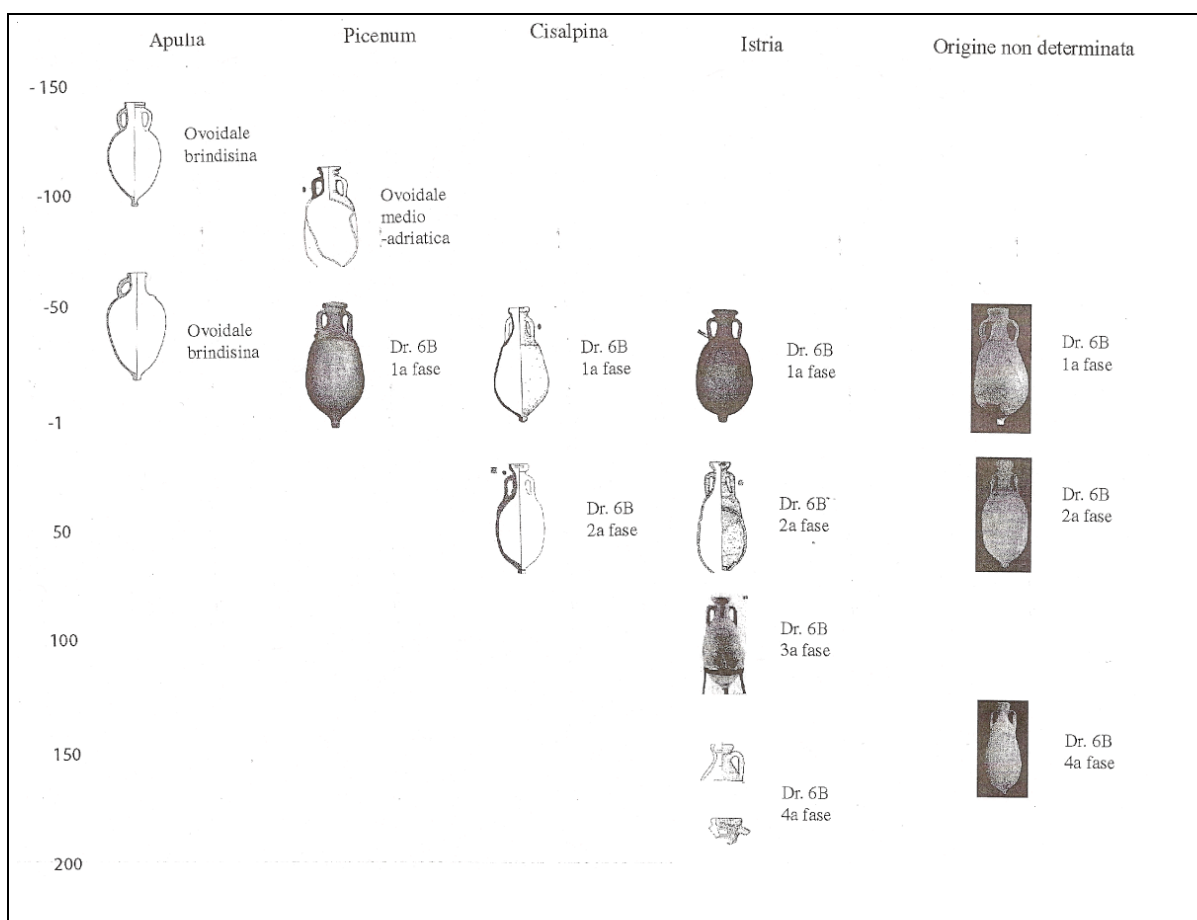 Apulia
Picenum
Cisalpina
Istria
Origine non determinata
- 150
Ovoidale
brindisina
-100
Ovoidale
medio
-adriatica
-50
Ovoidale
brindisina
Dr. 6B
1a fase
Dr. 6B
1a fase
Dr. 6B
1a fase
Dr. 6B
1a fase
-1
50
Dr. 6B
2a fase
Dr. 6B
2a fase
Dr. 6B
2a fase
100
Dr. 6B
3a fase
150
Dr. 6B
4a fase
Dr. 6B
4a fase
200